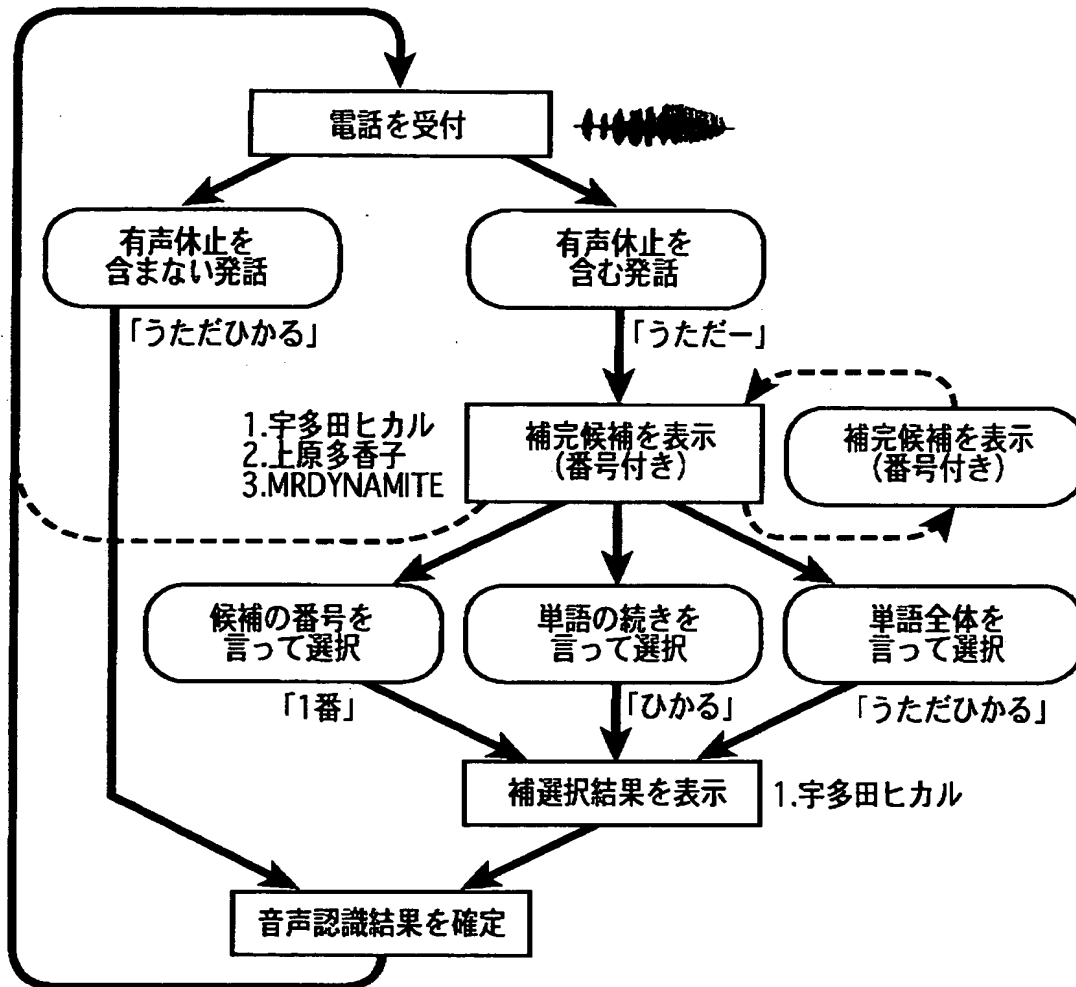 電話を受付
有声休止を
含まない発話
有声休止を
含む発話
「うただひかる」
「うただー」
1.宇多田ヒカル
2.上原多香子
3.MRDYNAMITE
補完候補を表示
(番号付き)
補完候補を表示
(番号付き)
候補の番号を
言って選択
単語の続きを
言って選択
単語全体を
言って選択
「1番」
「ひかる」
「うただひかる」
補選択結果を表示
1.宇多田ヒカル
音声認識結果を確定